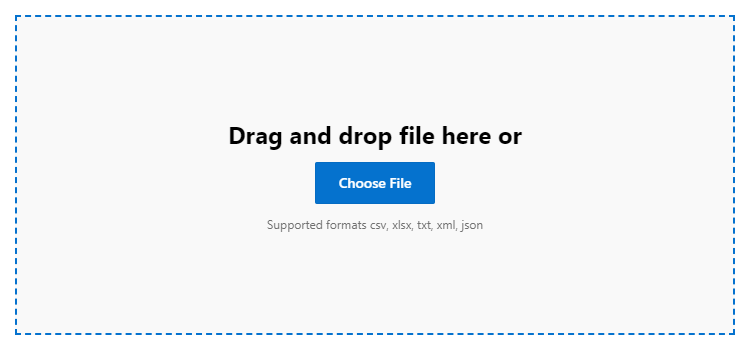 Drag and drop file here or
Choose File
Supported formats csv, xlsx, txt, xml, json